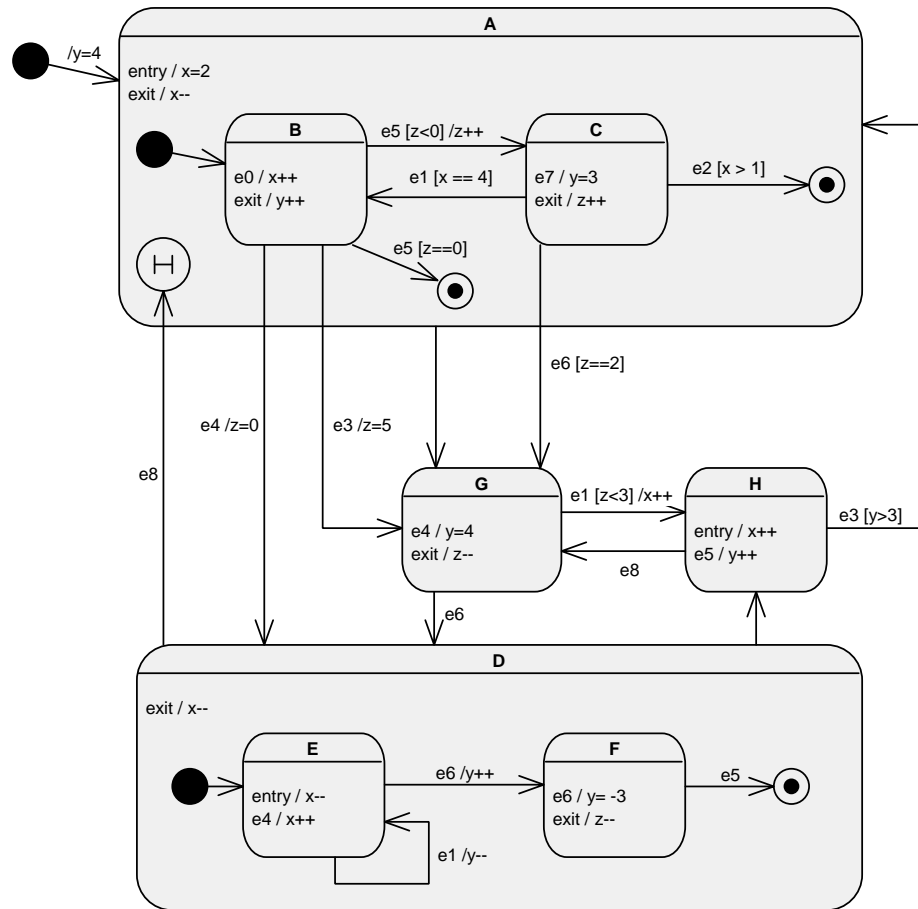 A
/y=4
entry / x=2
exit / x--
B
e0 / x++
exit / y++
e5 [z<0] /z++
e1 [x == 4]
C
e7 / y=3
exit / z++
e2 [x > 1]
e5 [z==0]
H
e6 [z==2]
e4 /z=0
e3 /z=5
e8
G
e4 / y=4
exit / z--
e1 [z<3] /x++
e8
H
entry / x++
e5 / y++
e3 [y>3]
e6
D
exit / x--
E
entry / x--
e4 / x++
e6 /y++
e1 /y--
F
e6 / y= -3
exit / z--
e5